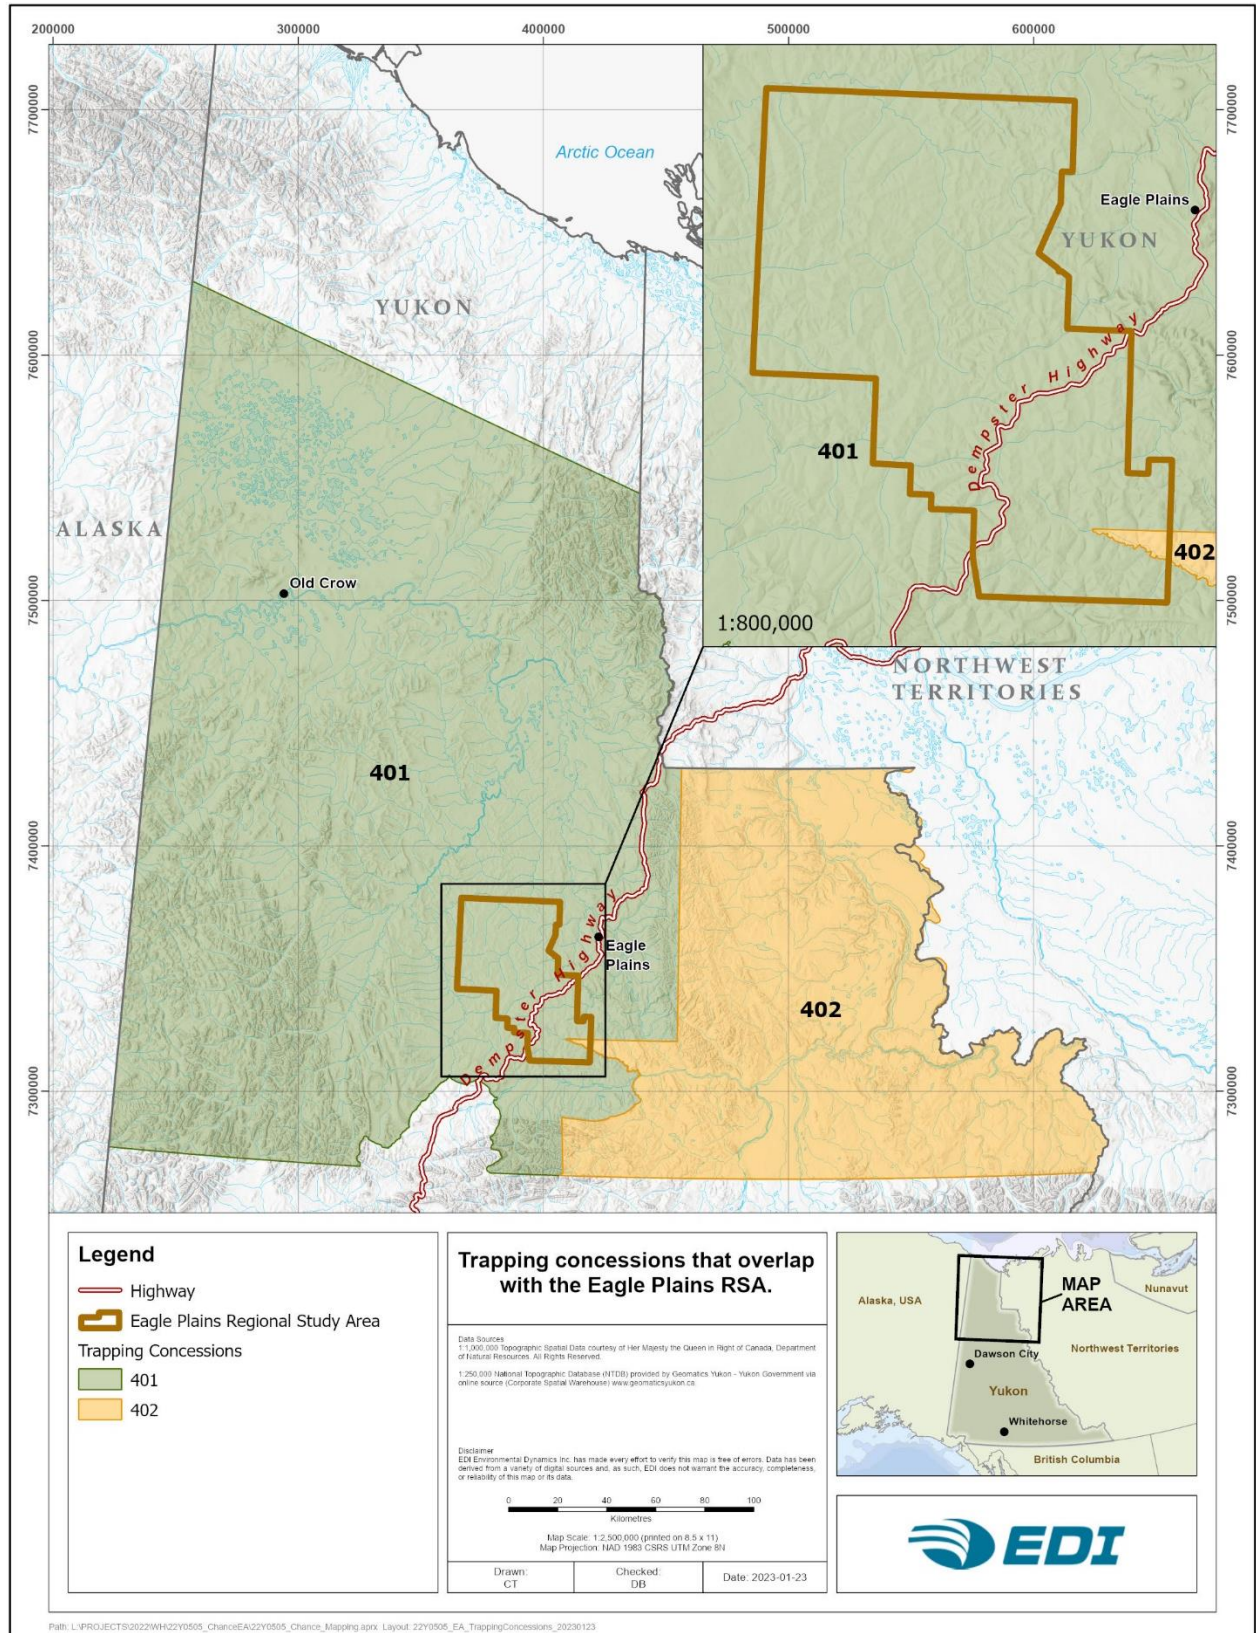 200000
300000
400000
500000
600000
7700000
7700000
Arctic Ocean
Eagle Plains
YUKON
YUKON
7600000
7600000
Dempster Highway
401
ALASKA
402
Old Crow
7500000
7500000
1:800,000
NORTHWEST
TERRITORIES
401
7400000
7400000
Dempster Highway
Eagle
Plains
402
7300000
7300000
Legend
Highway
Eagle Plains Regional Study Area
Trapping Concessions
401
402
Trapping concessions that overlap
with the Eagle Plains RSA.
Data Sources
1:1,000,000 Topographic Spatial Data courtesy of Her Majesty the Queen in Right of Canada, Department
of Natural Resources. All Rights Reserved.
1:250,000 National Topographic Database (NTDB) provided by Geomatics Yukon - Yukon Government via
online source (Corporate Spatial Warehouse) www.geomaticsyukon.ca
Disclaimer
EDI Environmental Dynamics Inc. has made every effort to verify this map is free of errors. Data has been
derived from a variety of digital sources and, as such, EDI does not warrant the accuracy, completeness,
or reliability of this map or its data.
0 20 40 60 80 100
Kilometres
Map Scale: 1:2,500,000 (printed on 8.5 x 11)
Map Projection: NAD 1983 CSRS UTM Zone 8N
Drawn:
CT
Checked:
DB
Date: 2023-01-23
Alaska, USA
MAP
AREA
Nunavut
Northwest Territories
Dawson City
Yukon
Whitehorse
British Columbia
EDI
Path: L:\PROJECTS\2022\WH\22Y0505_ChanceEA\22Y0505_Chance_Mapping.aprx Layout: 22Y0505_EA_TrappingConcessions_20230123